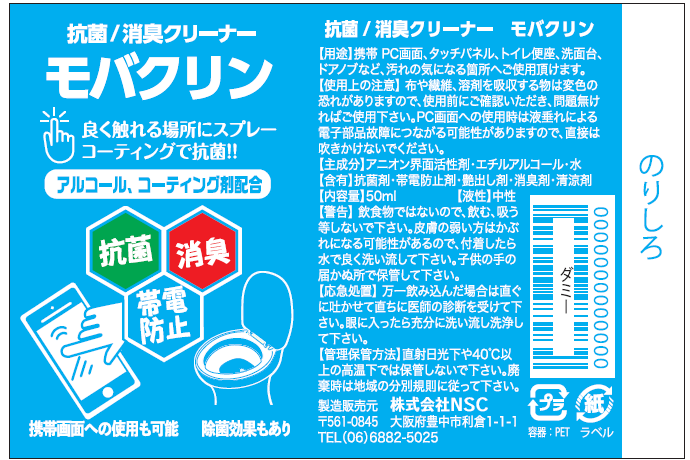 抗菌/消臭クリーナー
モバクリン
良く触れる場所にスプレー
コーティングで抗菌!!
アルコール、コーティング剤配合
抗菌
消臭
帯電
防止
携帯画面への使用も可能
除菌効果もあり
抗菌/消臭クリーナー モバクリン
【用途】携帯 PC画面、タッチパネル、トイレ便座、洗面台、
ドアノブなど、汚れの気になる箇所へご使用頂けます。
【使用上の注意】 布や繊維、溶剤を吸収する物は変色の
恐れがありますので、使用前にご確認いただき、問題無け
ればご使用下さい。PC画面への使用時は液垂れによる
電子部品故障につながる可能性がありますので、直接は
吹きかけないでください。
【主成分】アニオン界面活性剤・エチルアルコール・水
【含有】抗菌剤・帯電防止剤・艶出し剤・消臭剤・清涼剤
【内容量】50ml 【液性】中性
【警告】 飲食物ではないので、飲む、吸う
等しないで下さい。皮膚の弱い方はかぶ
れになる可能性があるので、付着したら
水で良く洗い流して下さい。子供の手の
届かぬ所で保管して下さい。
【応急処置】 万一飲み込んだ場合は直ぐ
に吐かせて直ちに医師の診断を受けて下
さい。眼に入ったら充分に洗い流し洗浄し
て下さい。
【管理保管方法】直射日光下や40℃以
上の高温下では保管しないで下さい。廃
棄時は地域の分別規則に従って下さい。
製造販売元 株式会社NSC
〒561-0845 大阪府豊中市利倉1-1-1
TEL(06)6882-5025
ダミー
0000000000000
プラ
容器：PET
紙
ラベル
のりしろ